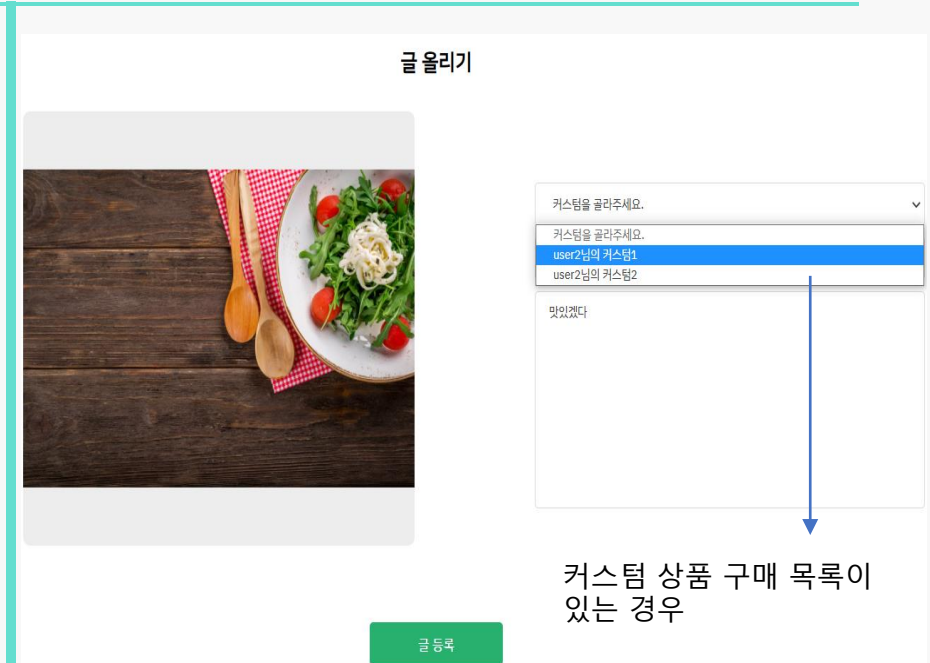 글 올리기
커스텀을 골라주세요.
커스텀을 골라주세요.
user2님의 커스텀1
user2님의 커스텀2
맛있겠다
커스텀 상품 구매 목록이
있는 경우
글 등록